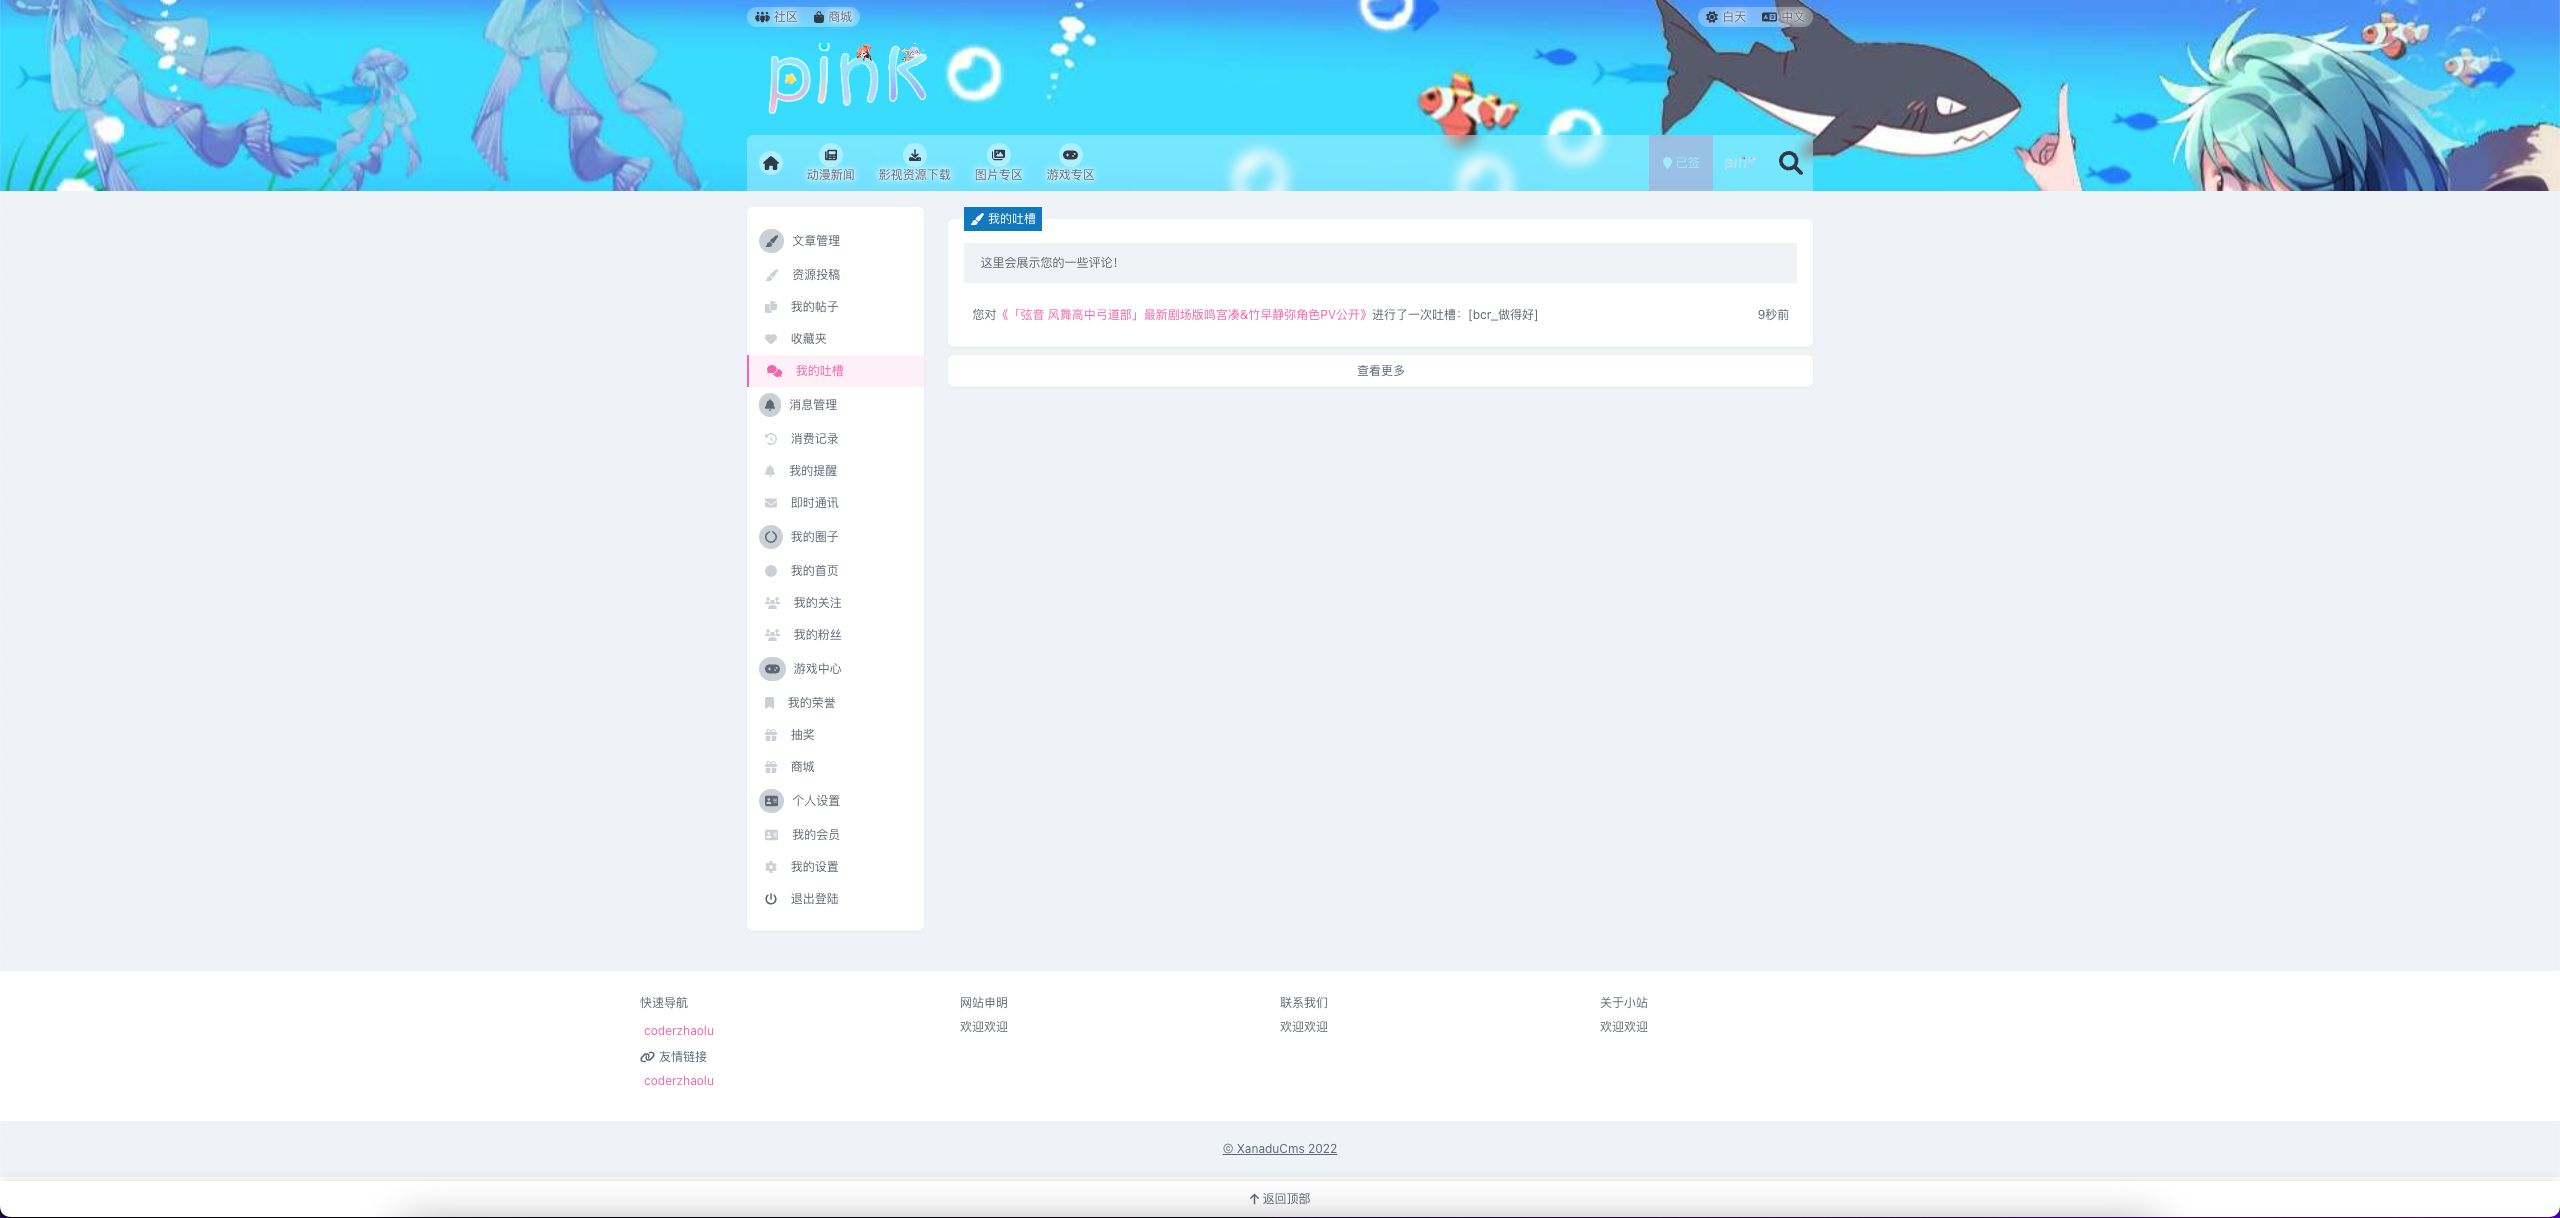 社区 商城
白天 中文
pink
动漫新闻 影视资源下载 图片专区 游戏专区
已签 pink
文章管理
资源投稿
我的帖子
收藏夹
我的吐槽
消息管理
消费记录
我的提醒
即时通讯
我的圈子
我的首页
我的关注
我的粉丝
游戏中心
我的荣誉
抽奖
商城
个人设置
我的会员
我的设置
退出登陆
我的吐槽
这里会展示您的一些评论！
您对《「弦音 风舞高中弓道部」最新剧场版鸣宫凑&竹早静弥角色PV公开》进行了一次吐槽：[bcr_做得好] 9秒前
查看更多
快速导航
coderzhaolu
友情链接
coderzhaolu
网站申明
欢迎欢迎
联系我们
欢迎欢迎
关于小站
欢迎欢迎
© XanaduCms 2022
返回顶部